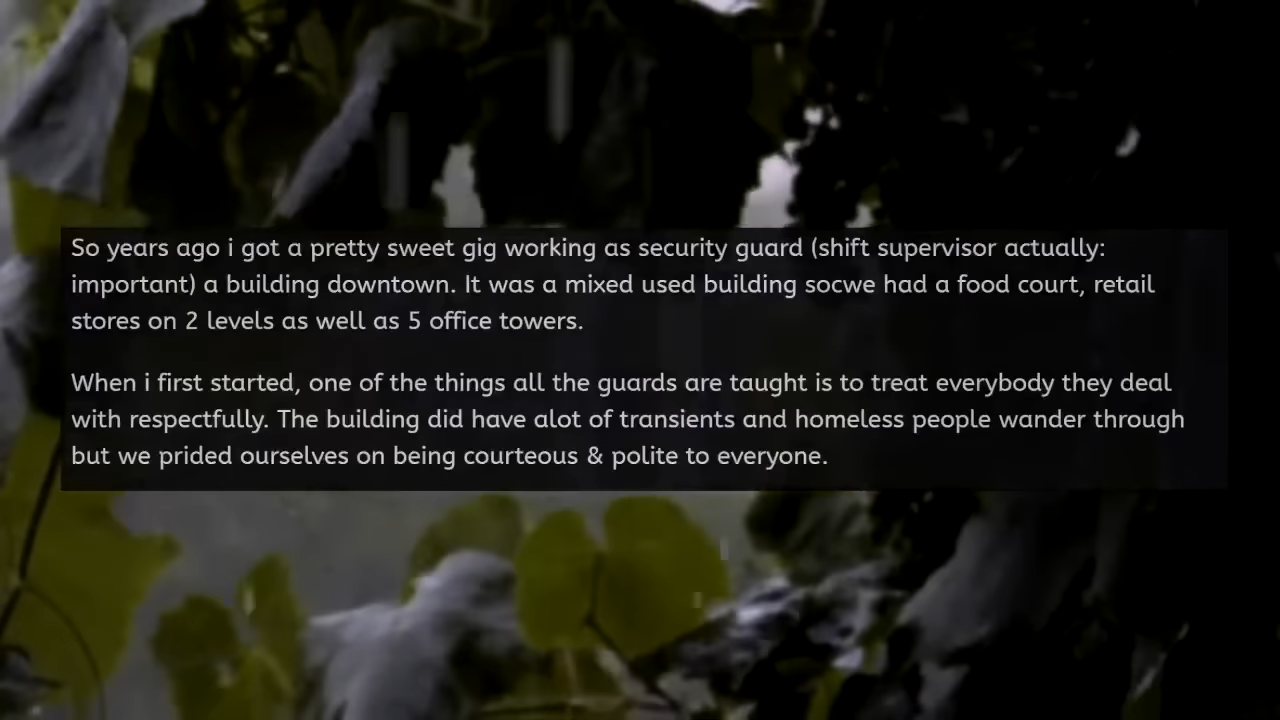 So years ago i got a pretty sweet gig working as security guard (shift supervisor actually:
important) a building downtown. It was a mixed used building socwe had a food court, retail
stores on 2 levels as well as 5 office towers.
When i first started, one of the things all the guards are taught is to treat everybody they deal
with respectfully. The building did have alot of transients and homeless people wander through
but we prided ourselves on being courteous & polite to everyone.